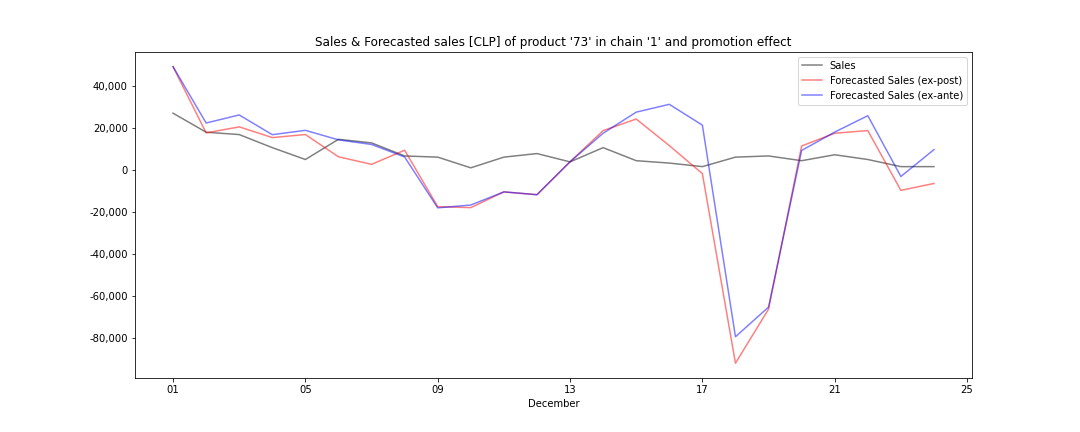 Sales & Forecasted sales [CLP] of product '73' in chain '1' and promotion effect
Sales
Forecasted Sales (ex-post)
Forecasted Sales (ex-ante)
40,000
20,000
0
-20,000
-40,000
-60,000
-80,000
01 05 09 13 17 21 25
December